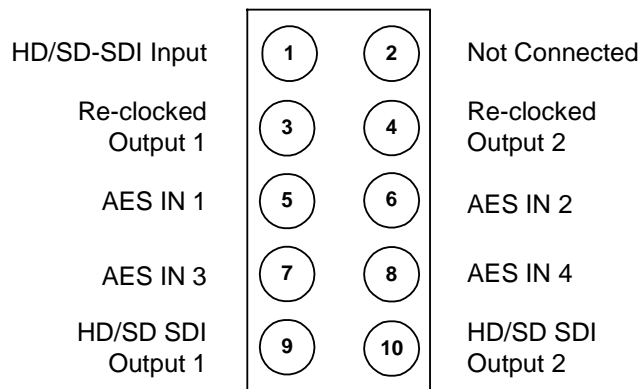 HD/SD-SDI Input 1 2 Not Connected
Re-clocked Output 1 3 4 Re-clocked Output 2
AES IN 1 5 6 AES IN 2
AES IN 3 7 8 AES IN 4
HD/SD SDI Output 1 9 10 HD/SD SDI Output 2